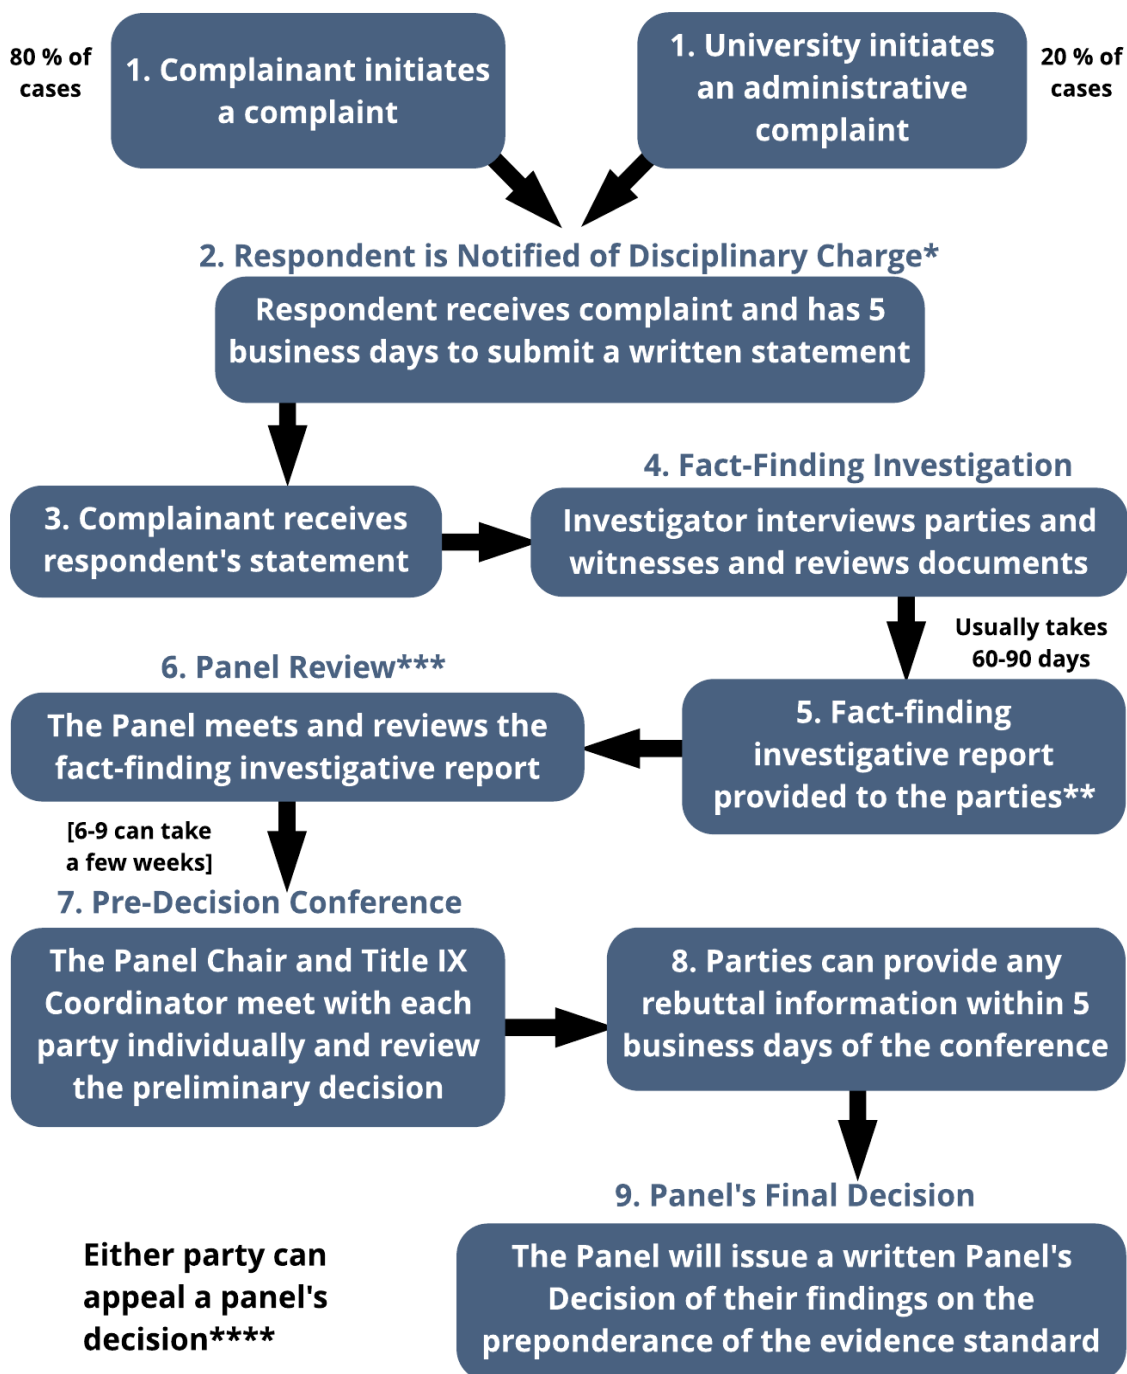 80 % of
cases
1. Complainant initiates
a complaint
1. University initiates
an administrative
complaint
20 % of
cases
2. Respondent is Notified of Disciplinary Charge*
Respondent receives complaint and has 5
business days to submit a written statement
3. Complainant receives
respondent's statement
4. Fact-Finding Investigation
Investigator interviews parties and
witnesses and reviews documents
Usually takes
60-90 days
5. Fact-finding
investigative report
provided to the parties**
6. Panel Review***
The Panel meets and reviews the
fact-finding investigative report
[6-9 can take
a few weeks]
7. Pre-Decision Conference
The Panel Chair and Title IX
Coordinator meet with each
party individually and review
the preliminary decision
8. Parties can provide any
rebuttal information within 5
business days of the conference
9. Panel's Final Decision
The Panel will issue a written Panel's
Decision of their findings on the
preponderance of the evidence standard
Either party can
appeal a panel's
decision****